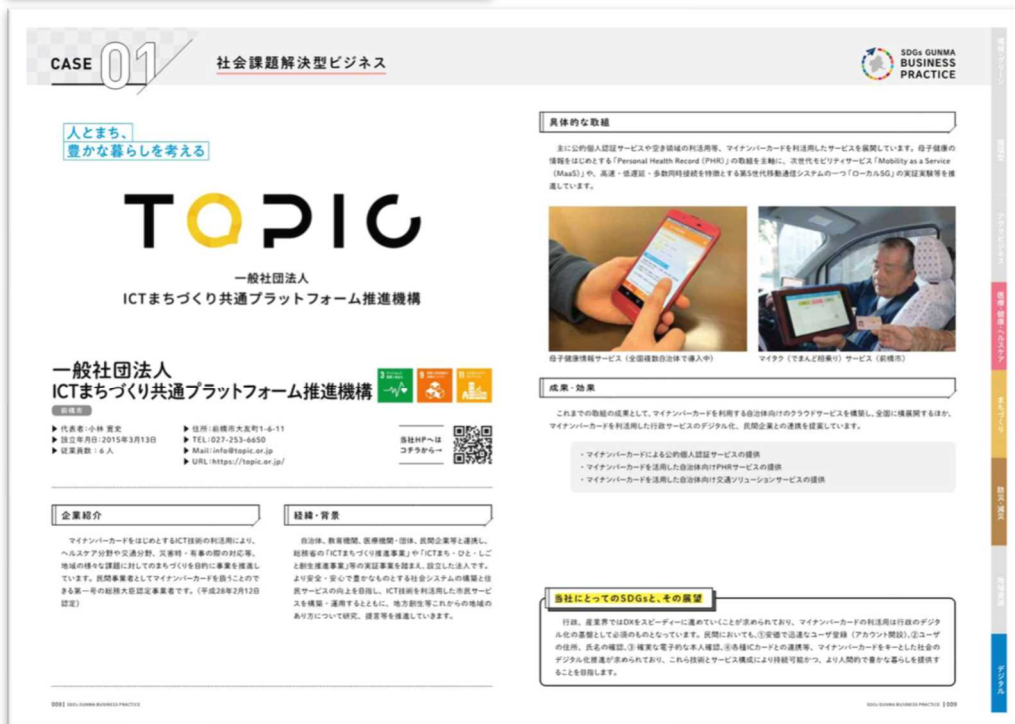 CASE 01
社会課題解決型ビジネス
SDGs GUNMA
BUSINESS
PRACTICE
人とまち、
豊かな暮らしを考える
TOPIC
一般社団法人
ICTまちづくり共通プラットフォーム推進機構
一般社団法人
ICTまちづくり共通プラットフォーム推進機構
3
9
11
前橋市
▶ 代表者:小林 寛史
▶ 設立年月日:2015年3月13日
▶ 従業員数:6人
▶ 住所:前橋市大友町1-6-11
▶ TEL:027-253-6650
▶ Mail:info@topic.or.jp
▶ URL:https://topic.or.jp/
当社HPへは
コチラから→
企業紹介
マイナンバーカードをはじめとするICT技術の利活用により、
ヘルスケア分野や交通分野、災害時・有事の際の対応等、
地域の様々な課題に対してのまちづくりを目的に事業を推進し
ています。民間事業者としてマイナンバーカードを扱うことので
きる第一号の総務大臣認定事業者です。(平成28年2月12日
認定)
経緯・背景
自治体、教育機関、医療機関・団体、民間企業等と連携し、
総務省の「ICTまちづくり推進事業」や「ICTまち・ひと・しご
と創生推進事業」等の実証事業を踏まえ、設立した法人です。
より安全・安心で豊かなものとする社会システムの構築と住
民サービスの向上を目指し、ICT技術を利活用した市民サービ
スを構築・運用するとともに、地方創生等これからの地域の
あり方について研究、提言等を推進していきます。
具体的な取組
主に公的個人認証サービスや空き領域の利活用等、マイナンバーカードを利用したサービスを展開しています。母子健康の
情報をはじめとする「Personal Health Record (PHR)」の取組を主軸に、次世代モビリティサービス「Mobility as a Service
(MaaS)」や、高速・低遅延・多数同時接続を特徴とする第5世代移動通信システムの一つ「ローカル5G」の実証実験等を推
進しています。
母子健康情報サービス(全国複数自治体で導入中)
マイタク(でまんど相乗り)サービス(前橋市)
成果・効果
これまでの取組の成果として、マイナンバーカードを利用する自治体向けのクラウドサービスを構築し、全国に横展開するほか、
マイナンバーカードを利活用した行政サービスのデジタル化、民間企業との連携を提案しています。
・マイナンバーカードによる公的個人認証サービスの提供
・マイナンバーカードを活用した自治体向けPHRサービスの提供
・マイナンバーカードを活用した自治体向け交通ソリューションサービスの提供
当社にとってのSDGsと、その展望
行政、産業界ではDXをスピーディーに進めていくことが求められており、マイナンバーカードの利活用は行政のデジタ
ル化の基盤として必須のものとなっています。民間においても、①安価で迅速なユーザ登録(アカウント開設)、②ユーザ
の住所、氏名の確認、③確実な電子的な本人確認、④各種ICカードとの連携等、マイナンバーカードをキーとした社会の
デジタル化推進が求められており、これら技術とサービス構成により持続可能かつ、より人間的で豊かな暮らしを提供す
ることを目指します。
医療・健康・ヘルスケア
まちづくり
防災・減災
デジタル
008 | SDGs GUNMA BUSINESS PRACTICE
SDGs GUNMA BUSINESS PRACTICE | 009